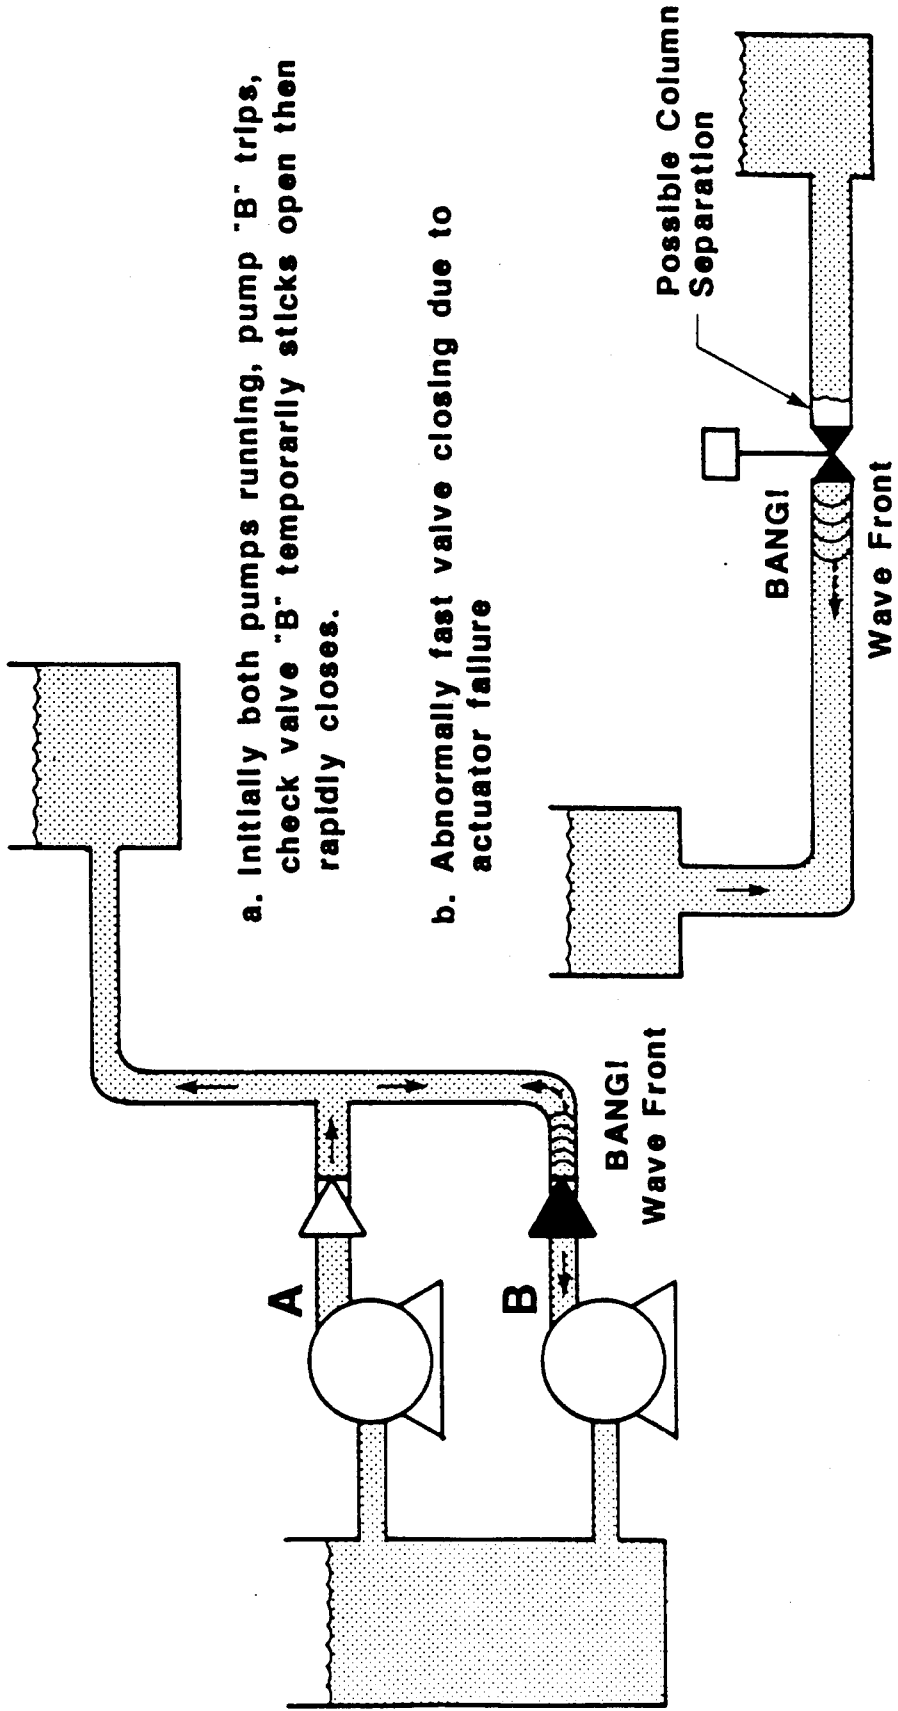 A
B
BANG!
Wave Front
a. Initially both pumps running, pump "B" trips,
check valve "B" temporarily sticks open then
rapidly closes.
b. Abnormally fast valve closing due to
actuator failure
BANG!
Wave Front
Possible Column
Separation